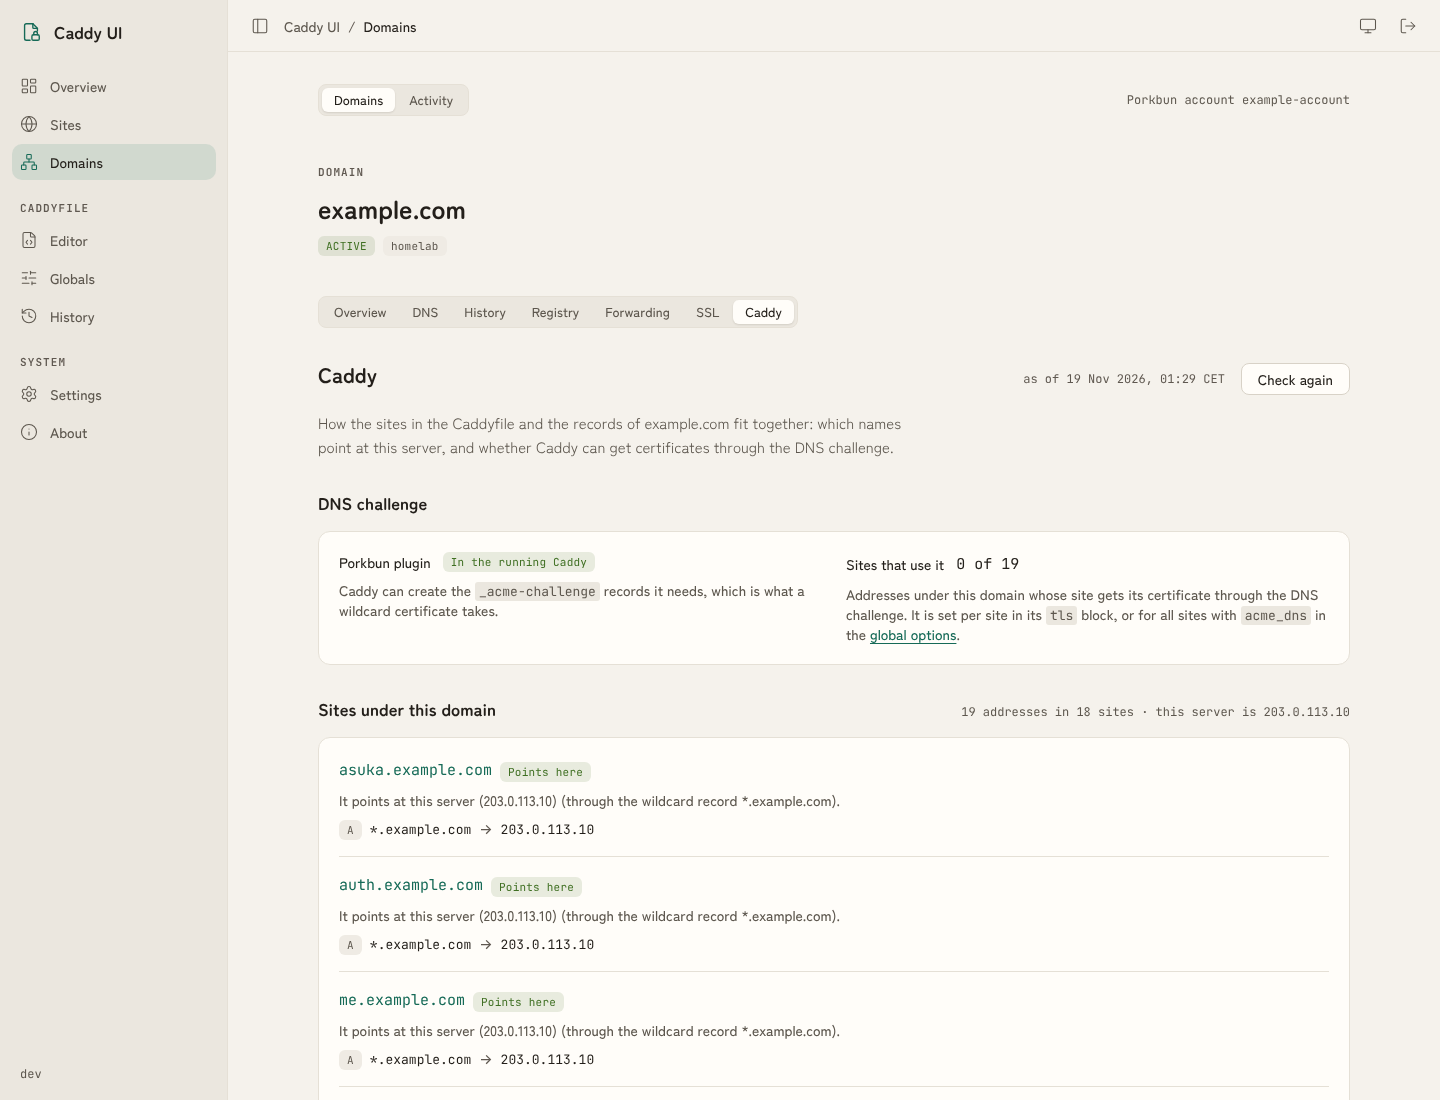 Caddy UI
Overview
Sites
Domains
CADDYFILE
Editor
Globals
History
SYSTEM
Settings
About
dev
Caddy UI / Domains
Domains Activity
Porkbun account example-account
DOMAIN
example.com
ACTIVE homelab
Overview DNS History Registry Forwarding SSL Caddy
Caddy
as of 19 Nov 2026, 01:29 CET
Check again
How the sites in the Caddyfile and the records of example.com fit together: which names
point at this server, and whether Caddy can get certificates through the DNS challenge.
DNS challenge
Porkbun plugin In the running Caddy
Caddy can create the _acme-challenge records it needs, which is what a
wildcard certificate takes.
Sites that use it 0 of 19
Addresses under this domain whose site gets its certificate through the DNS
challenge. It is set per site in its tls block, or for all sites with acme_dns in
the global options.
Sites under this domain
19 addresses in 18 sites · this server is 203.0.113.10
asuka.example.com Points here
It points at this server (203.0.113.10) (through the wildcard record *.example.com).
A *.example.com → 203.0.113.10
auth.example.com Points here
It points at this server (203.0.113.10) (through the wildcard record *.example.com).
A *.example.com → 203.0.113.10
me.example.com Points here
It points at this server (203.0.113.10) (through the wildcard record *.example.com).
A *.example.com → 203.0.113.10